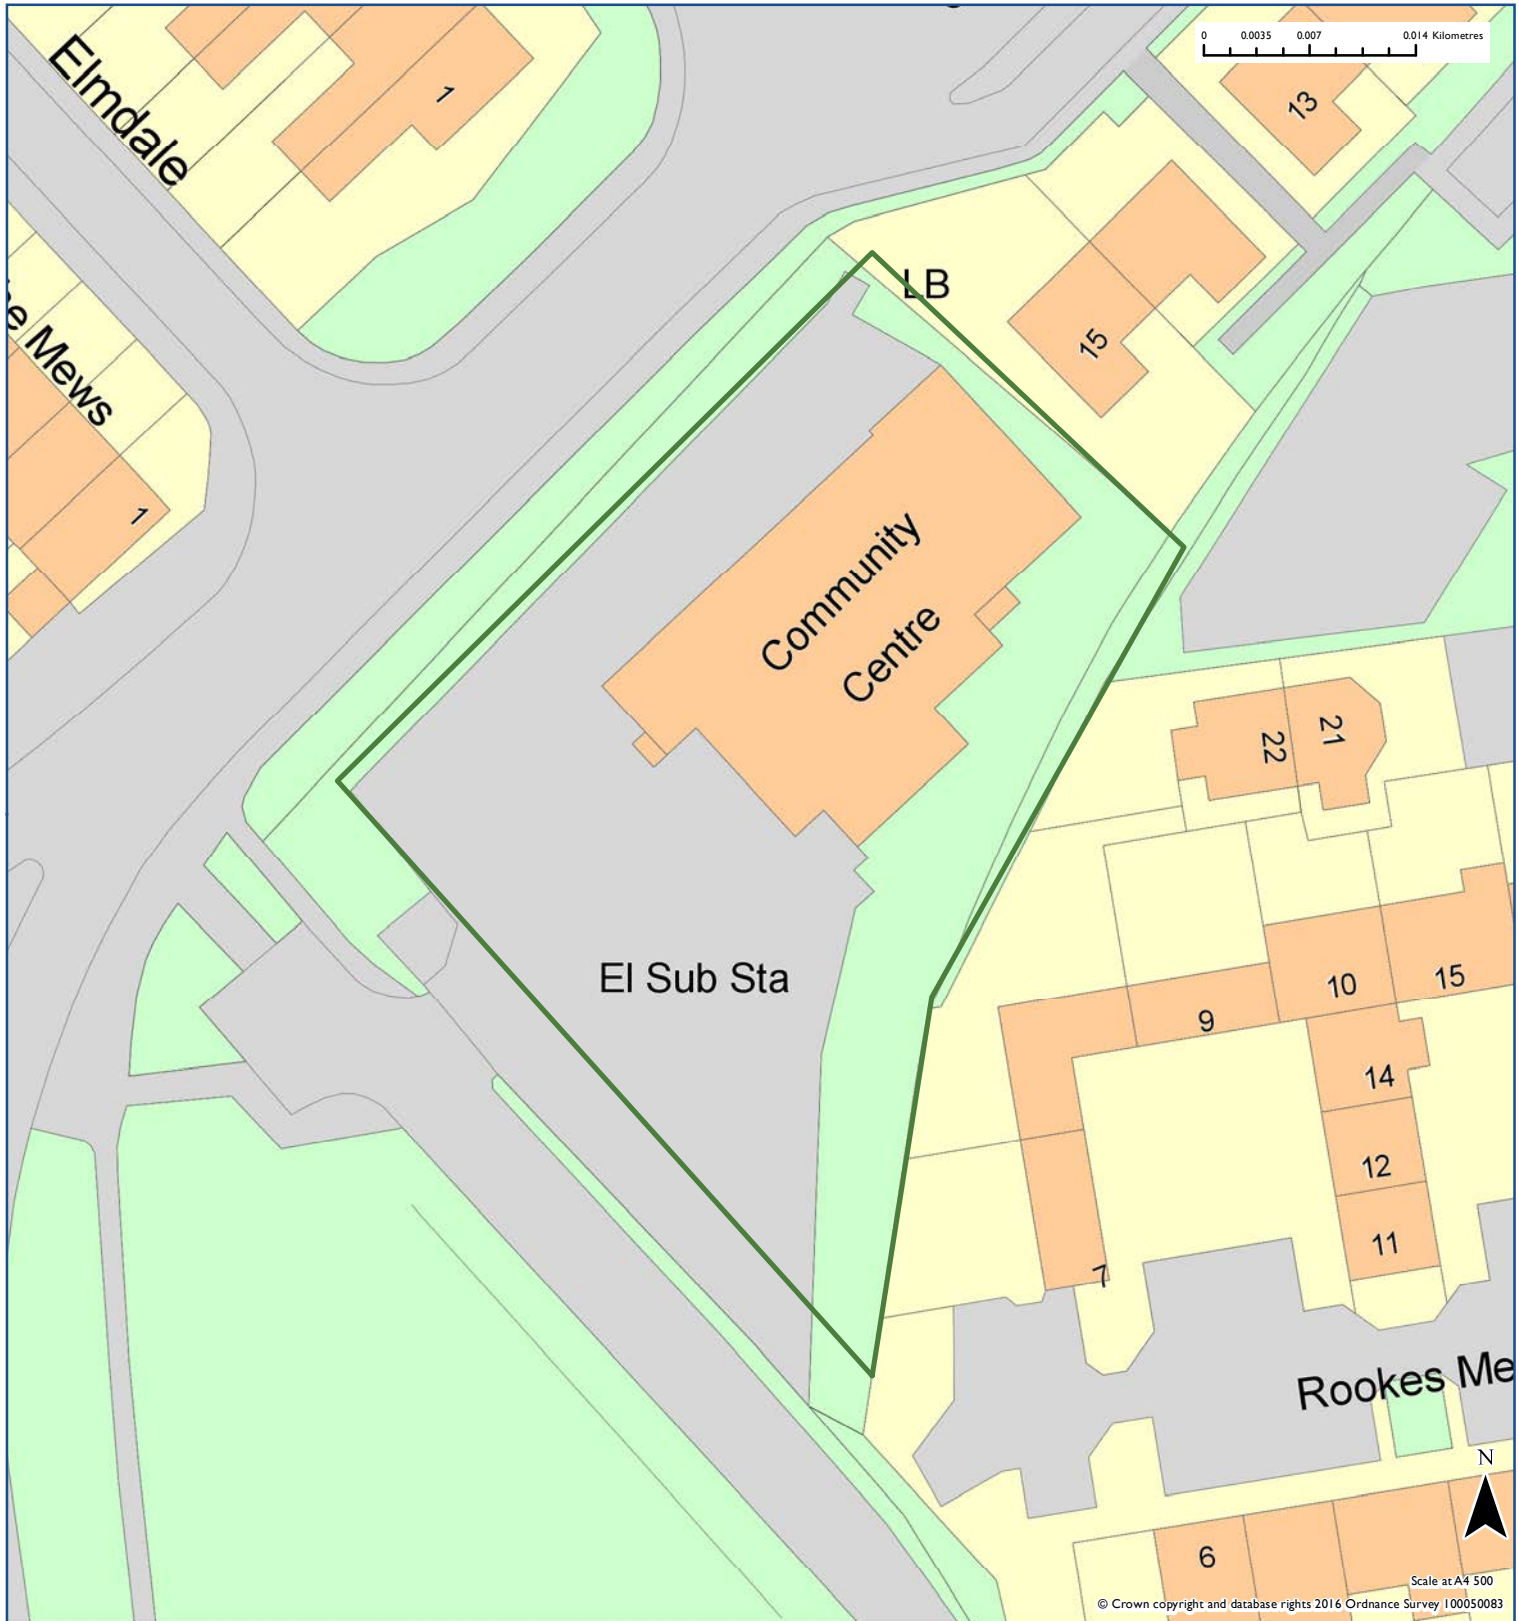 0 0.0035 0.007 0.014 Kilometres
Elmdale
1
13
LB
15
e Mews
1
Community
Centre
22
21
El Sub Sta
10
15
9
14
12
11
7
Rookes Me
N
6
Scale at A4 500
© Crown copyright and database rights 2016 Ordnance Survey 100050083